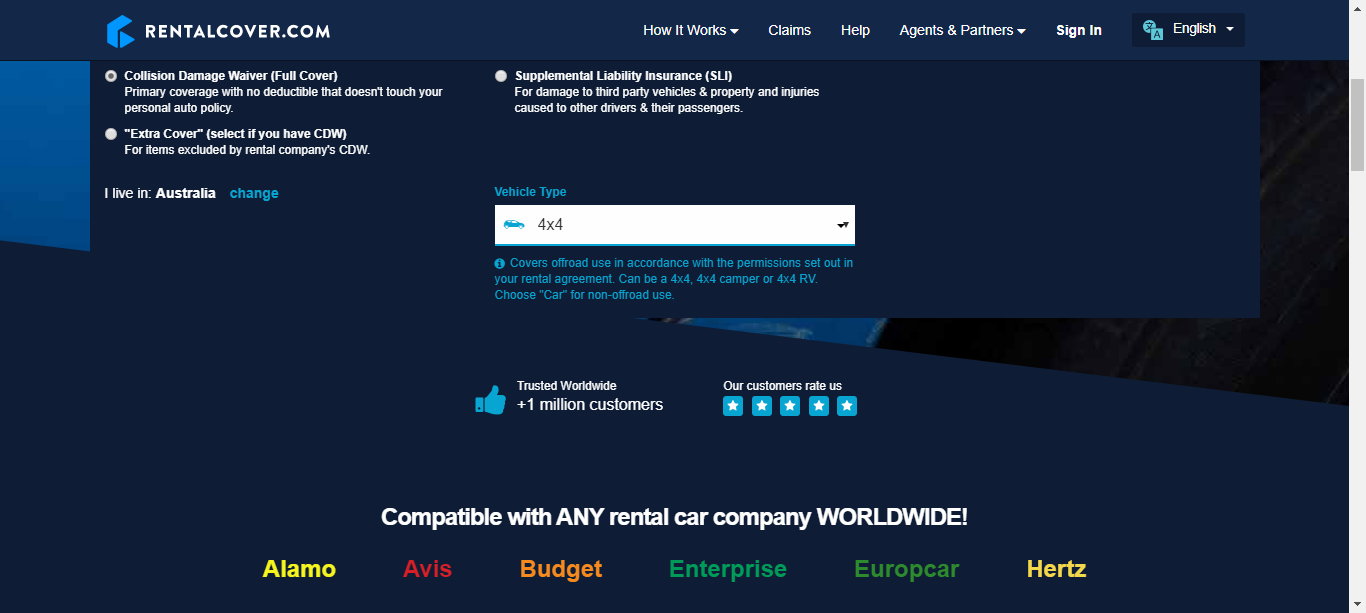 RENTALCOVER.COM
How It Works
Claims
Help
Agents & Partners
Sign In
English
Collision Damage Waiver (Full Cover)
Primary coverage with no deductible that doesn't touch your
personal auto policy.
"Extra Cover" (select if you have CDW)
For items excluded by rental company's CDW.
Supplemental Liability Insurance (SLI)
For damage to third party vehicles & property and injuries
caused to other drivers & their passengers.
I live in: Australia change
Vehicle Type
4x4
Covers offroad use in accordance with the permissions set out in
your rental agreement. Can be a 4x4, 4x4 camper or 4x4 RV.
Choose "Car" for non-offroad use.
Trusted Worldwide
+1 million customers
Our customers rate us
Compatible with ANY rental car company WORLDWIDE!
Alamo
Avis
Budget
Enterprise
Europcar
Hertz